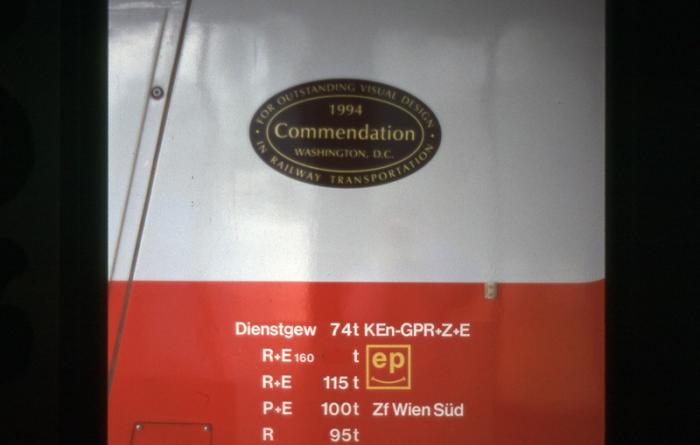 • FOR OUTSTANDING VISUAL DESIGN •
1994
Commendation
WASHINGTON, D.C.
IN RAILWAY TRANSPORTATION
Dienstgew 74t KEn-GPR+Z+E
R+E 160 t ep
R+E 115 t
P+E 100t Zf Wien Süd
R 95t